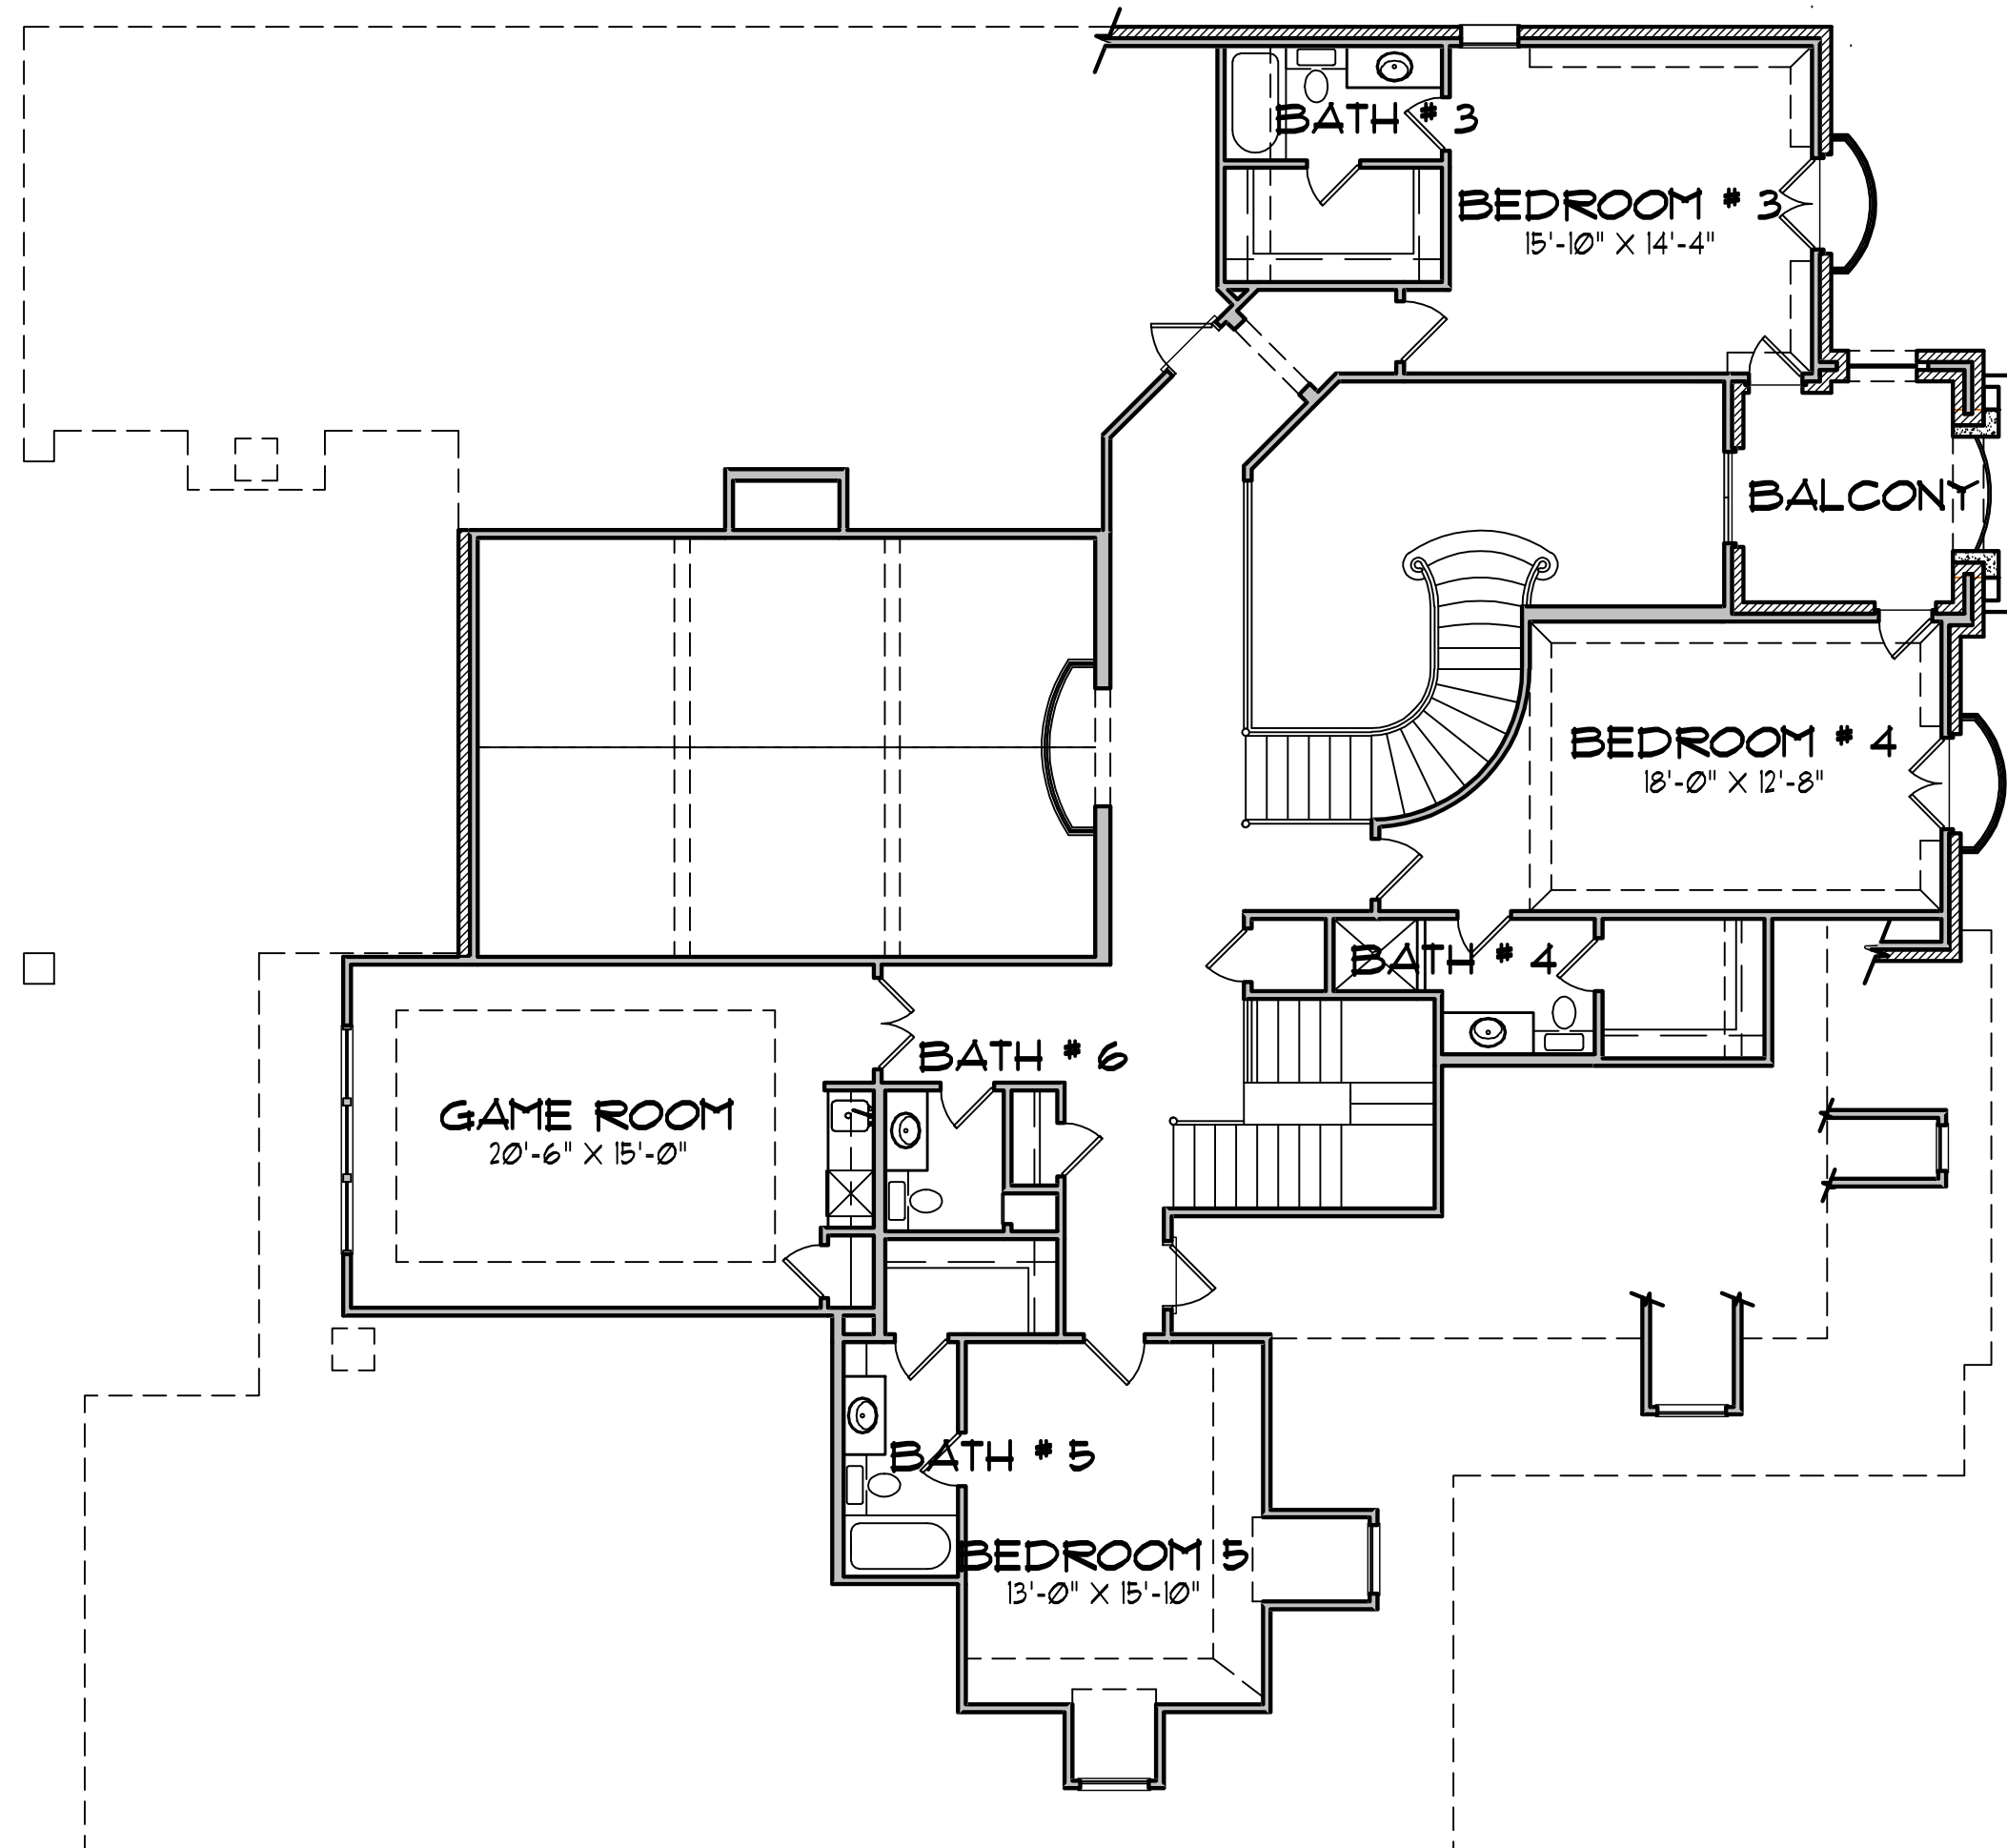 BATH # 3
BEDROOM # 3
15'-10" X 14'-4"
BALCONY
BEDROOM # 4
18'-0" X 12'-8"
BATH # 4
BATH # 6
GAME ROOM
20'-6" X 15'-0"
BATH # 5
BEDROOM 5
13'-0" X 15'-10"